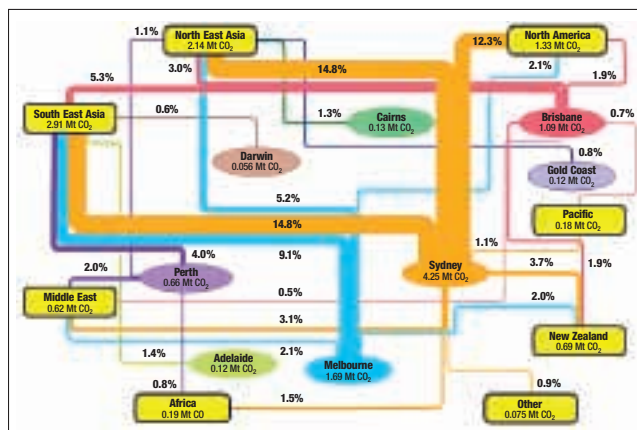 North East Asia
2.14 Mt CO₂
North America
1.33 Mt CO₂
1.1%
12.3%
5.3%
3.0%
14.8%
2.1%
1.9%
South East Asia
2.91 Mt CO₂
0.6%
Darwin
0.056 Mt CO₂
1.3%
Cairns
0.13 Mt CO₂
Brisbane
1.09 Mt CO₂
0.7%
0.8%
Gold Coast
0.12 Mt CO₂
5.2%
14.8%
Pacific
0.18 Mt CO₂
9.1%
4.0%
Perth
0.66 Mt CO₂
2.0%
Sydney
4.25 Mt CO₂
1.1%
3.7%
1.9%
Middle East
0.62 Mt CO₂
0.5%
2.0%
3.1%
New Zealand
0.69 Mt CO₂
1.4%
Adelaide
0.12 Mt CO₂
2.1%
Melbourne
1.69 Mt CO₂
0.8%
Africa
0.19 Mt CO
1.5%
0.9%
Other
0.075 Mt CO₂